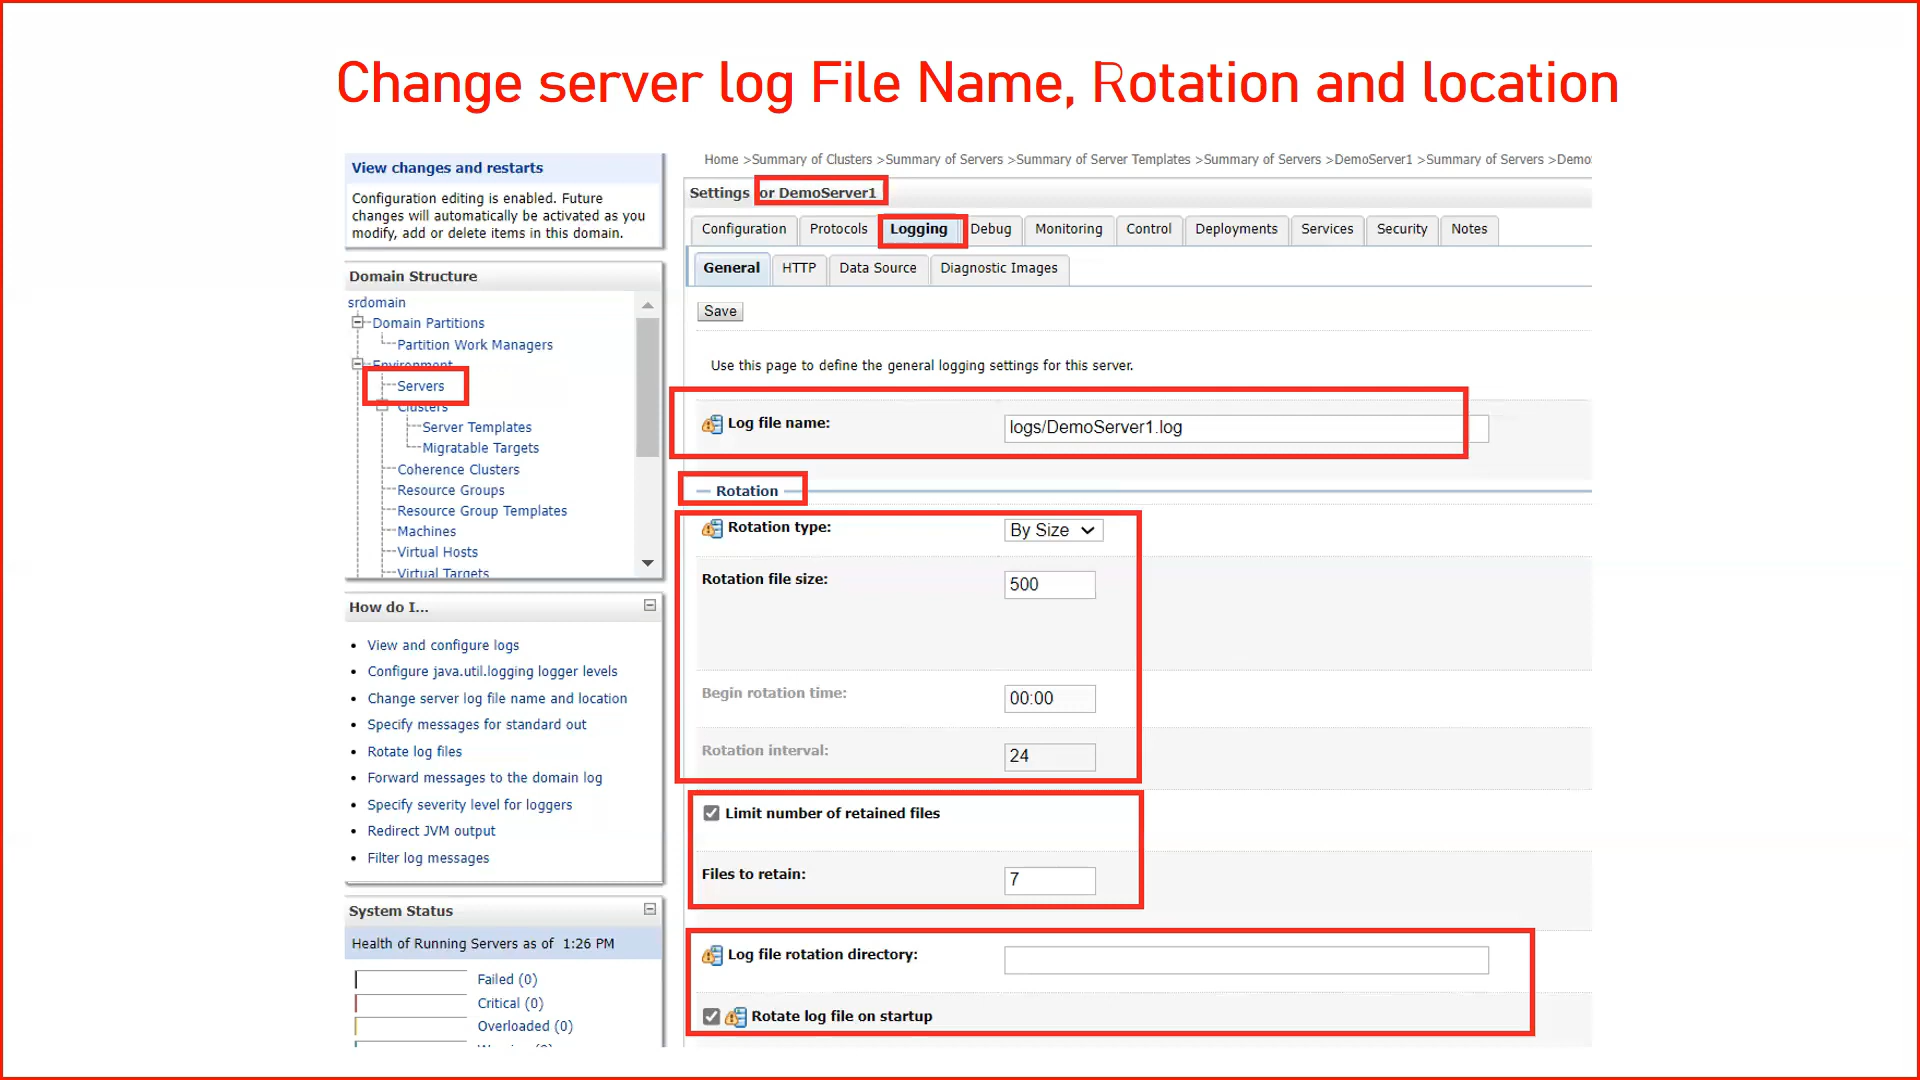 Change server log File Name, Rotation and location
View changes and restarts
Configuration editing is enabled. Future
changes will automatically be activated as you
modify, add or delete items in this domain.
Domain Structure
srdomain
Domain Partitions
Partition Work Managers
Environment
Servers
Clusters
Server Templates
Migratable Targets
Coherence Clusters
Resource Groups
Resource Group Templates
Machines
Virtual Hosts
Virtual Targets
How do I...
View and configure logs
Configure java.util.logging logger levels
Change server log file name and location
Specify messages for standard out
Rotate log files
Forward messages to the domain log
Specify severity level for loggers
Redirect JVM output
Filter log messages
System Status
Health of Running Servers as of 1:26 PM
Failed (0)
Critical (0)
Overloaded (0)
Home >Summary of Clusters >Summary of Servers >Summary of Server Templates >Summary of Servers >DemoServer1 >Summary of Servers >Demo
Settings or DemoServer1
Configuration Protocols Logging Debug Monitoring Control Deployments Services Security Notes
General HTTP Data Source Diagnostic Images
Save
Use this page to define the general logging settings for this server.
Log file name: logs/DemoServer1.log
Rotation
Rotation type: By Size
Rotation file size: 500
Begin rotation time: 00:00
Rotation interval: 24
Limit number of retained files
Files to retain: 7
Log file rotation directory:
Rotate log file on startup